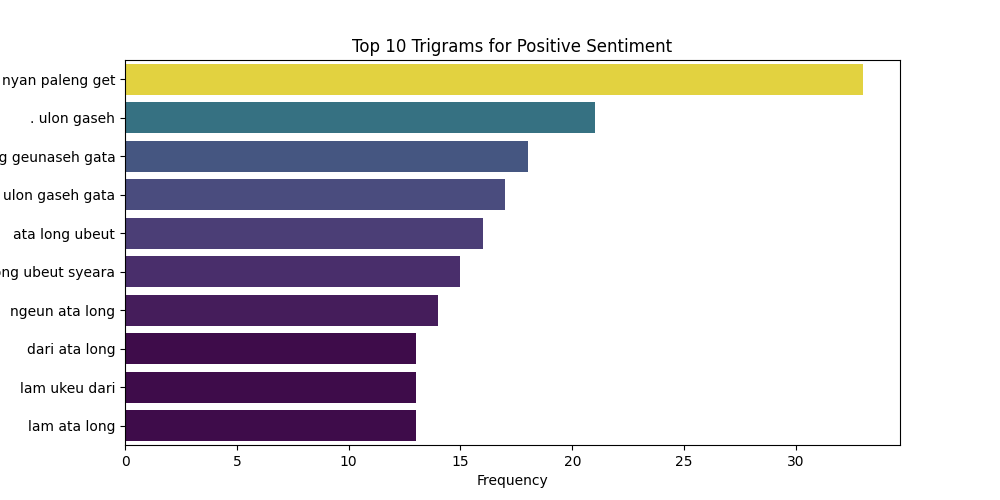 Top 10 Trigrams for Positive Sentiment
nyan paleng get
. ulon gaseh
geunaseh gata
ulon gaseh gata
ata long ubeut
ubeut syeara
ngeun ata long
dari ata long
lam ukeu dari
lam ata long
0 5 10 15 20 25 30
Frequency